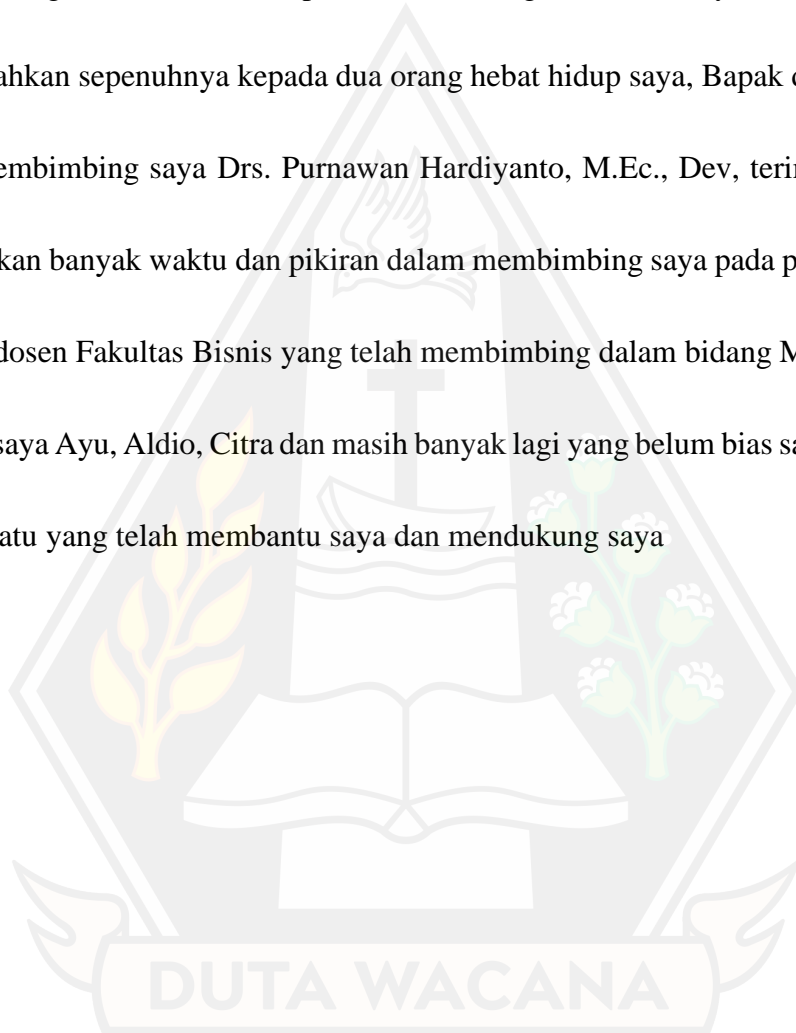 ahkan sepenuhnya kepada dua orang hebat hidup saya, Bapak
embimbing saya Drs. Purnawan Hardiyanto, M.Ec., Dev,
kan banyak waktu dan pikiran dalam membimbing saya pada
dosen Fakultas Bisnis yang telah membimbing dalam bidang
saya Ayu, Aldio, Citra dan masih banyak lagi yang belum bias
atu yang telah membantu saya dan mendukung saya
DUTA WACANA